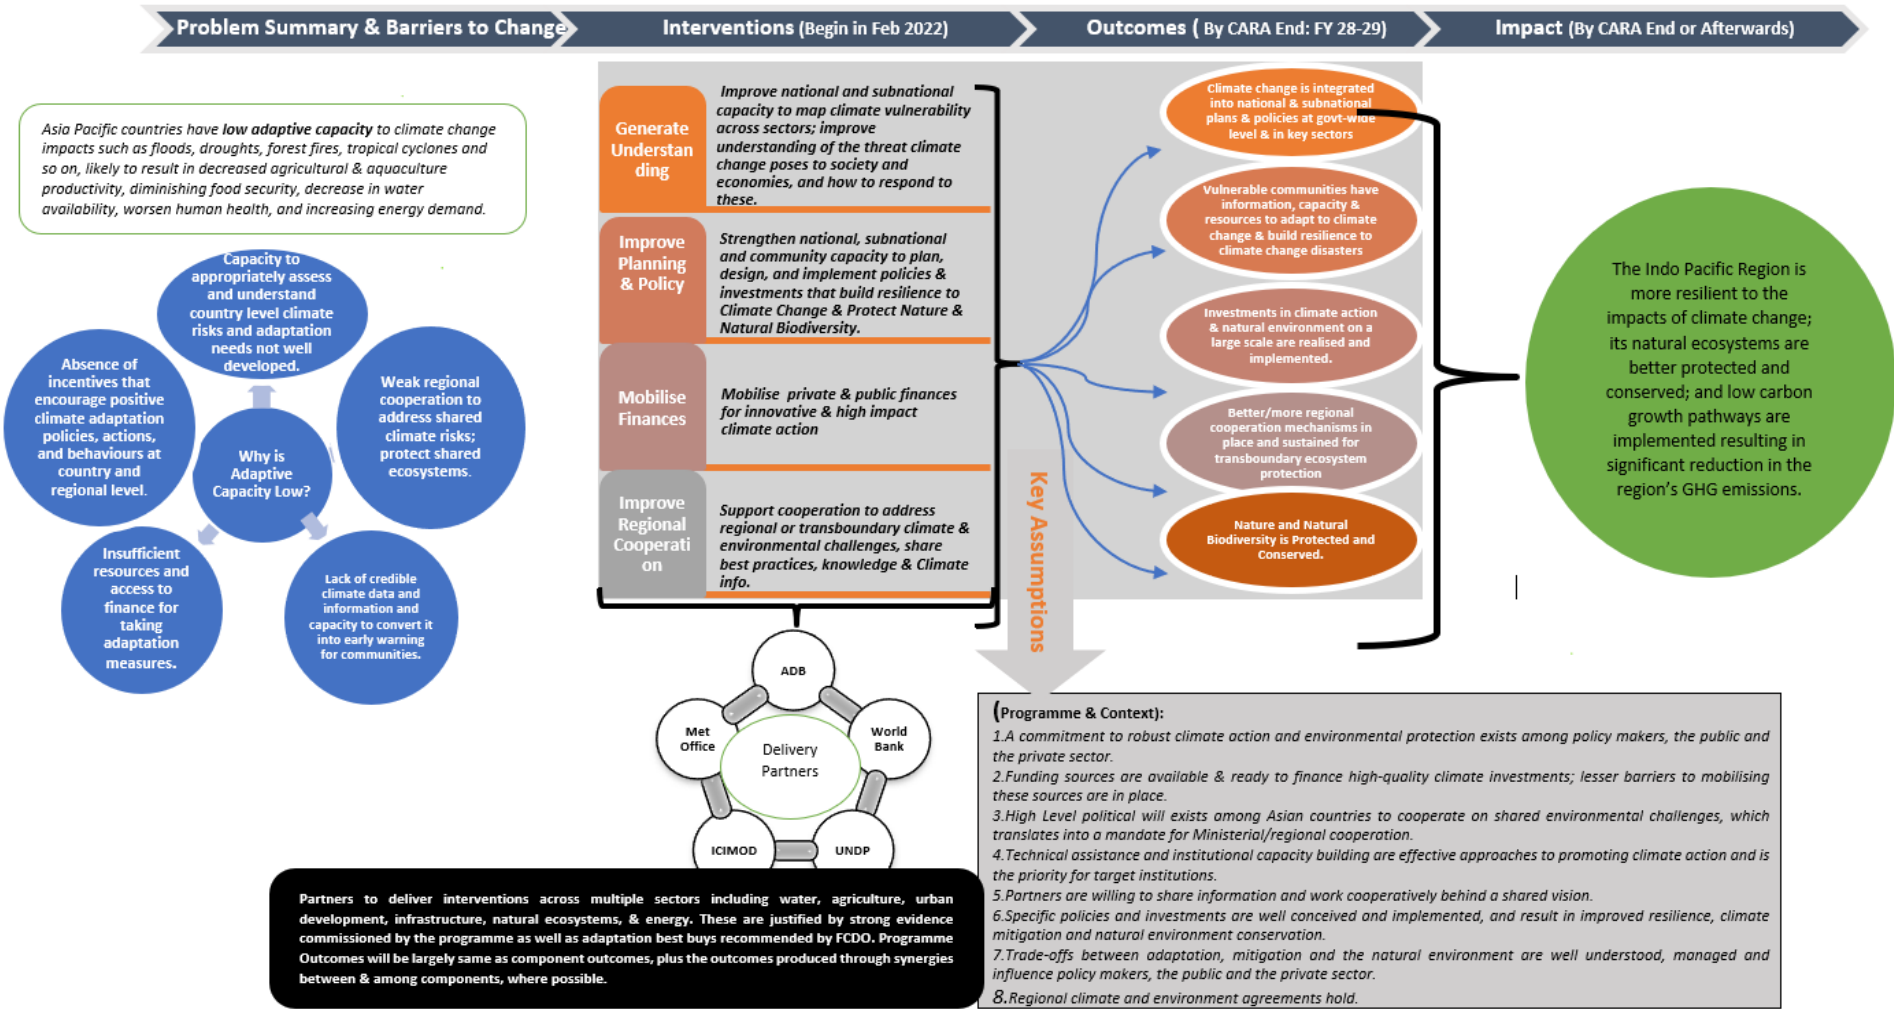 Problem Summary & Barriers to Change
Interventions (Begin in Feb 2022)
Outcomes ( By CARA End: FY 28-29)
Impact (By CARA End or Afterwards)
Asia Pacific countries have low adaptive capacity to climate change
impacts such as floods, droughts, forest fires, tropical cyclones and
so on, likely to result in decreased agricultural & aquaculture
productivity, diminishing food security, decrease in water
availability, worsen human health, and increasing energy demand.
Capacity to
appropriately assess
and understand
country level climate
risks and adaptation
needs not well
developed.
Absence of
incentives that
encourage positive
climate adaptation
policies, actions,
and behaviours at
country and
regional level.
Weak regional
cooperation to
address shared
climate risks;
protect shared
ecosystems.
Why is
Adaptive
Capacity Low?
Insufficient
resources and
access to
finance for
taking
adaptation
measures.
Lack of credible
climate data and
information and
capacity to convert it
into early warning
for communities.
Generate
Understan
ding
Improve national and subnational
capacity to map climate vulnerability
across sectors; improve
understanding of the threat climate
change poses to society and
economies, and how to respond to
these.
Improve
Planning
& Policy
Strengthen national, subnational
and community capacity to plan,
design, and implement policies &
investments that build resilience to
Climate Change & Protect Nature &
Natural Biodiversity.
Mobilise
Finances
Mobilise private & public finances
for innovative & high impact
climate action
Improve
Regional
Cooperati
on
Support cooperation to address
regional or transboundary climate &
environmental challenges, share
best practices, knowledge & Climate
info.
Climate change is integrated
into national & subnational
plans & policies at govt-wide
level & in key sectors
Vulnerable communities have
information, capacity &
resources to adapt to climate
change & build resilience to
climate change disasters
Investments in climate action
& natural environment on a
large scale are realised and
implemented.
Better/more regional
cooperation mechanisms in
place and sustained for
transboundary ecosystem
protection
Nature and Natural
Biodiversity is Protected and
Conserved.
The Indo Pacific Region is
more resilient to the
impacts of climate change;
its natural ecosystems are
better protected and
conserved; and low carbon
growth pathways are
implemented resulting in
significant reduction in the
region's GHG emissions.
Key Assumptions
ADB
Met
Office
World
Bank
Delivery
Partners
ICIMOD
UNDP
Partners to deliver interventions across multiple sectors including water, agriculture, urban
development, infrastructure, natural ecosystems, & energy. These are justified by strong evidence
commissioned by the programme as well as adaptation best buys recommended by FCDO. Programme
Outcomes will be largely same as component outcomes, plus the outcomes produced through synergies
between & among components, where possible.
(Programme & Context):
1.A commitment to robust climate action and environmental protection exists among policy makers, the public and
the private sector.
2.Funding sources are available & ready to finance high-quality climate investments; lesser barriers to mobilising
these sources are in place.
3.High Level political will exists among Asian countries to cooperate on shared environmental challenges, which
translates into a mandate for Ministerial/regional cooperation.
4.Technical assistance and institutional capacity building are effective approaches to promoting climate action and is
the priority for target institutions.
5.Partners are willing to share information and work cooperatively behind a shared vision.
6.Specific policies and investments are well conceived and implemented, and result in improved resilience, climate
mitigation and natural environment conservation.
7.Trade-offs between adaptation, mitigation and the natural environment are well understood, managed and
influence policy makers, the public and the private sector.
8.Regional climate and environment agreements hold.